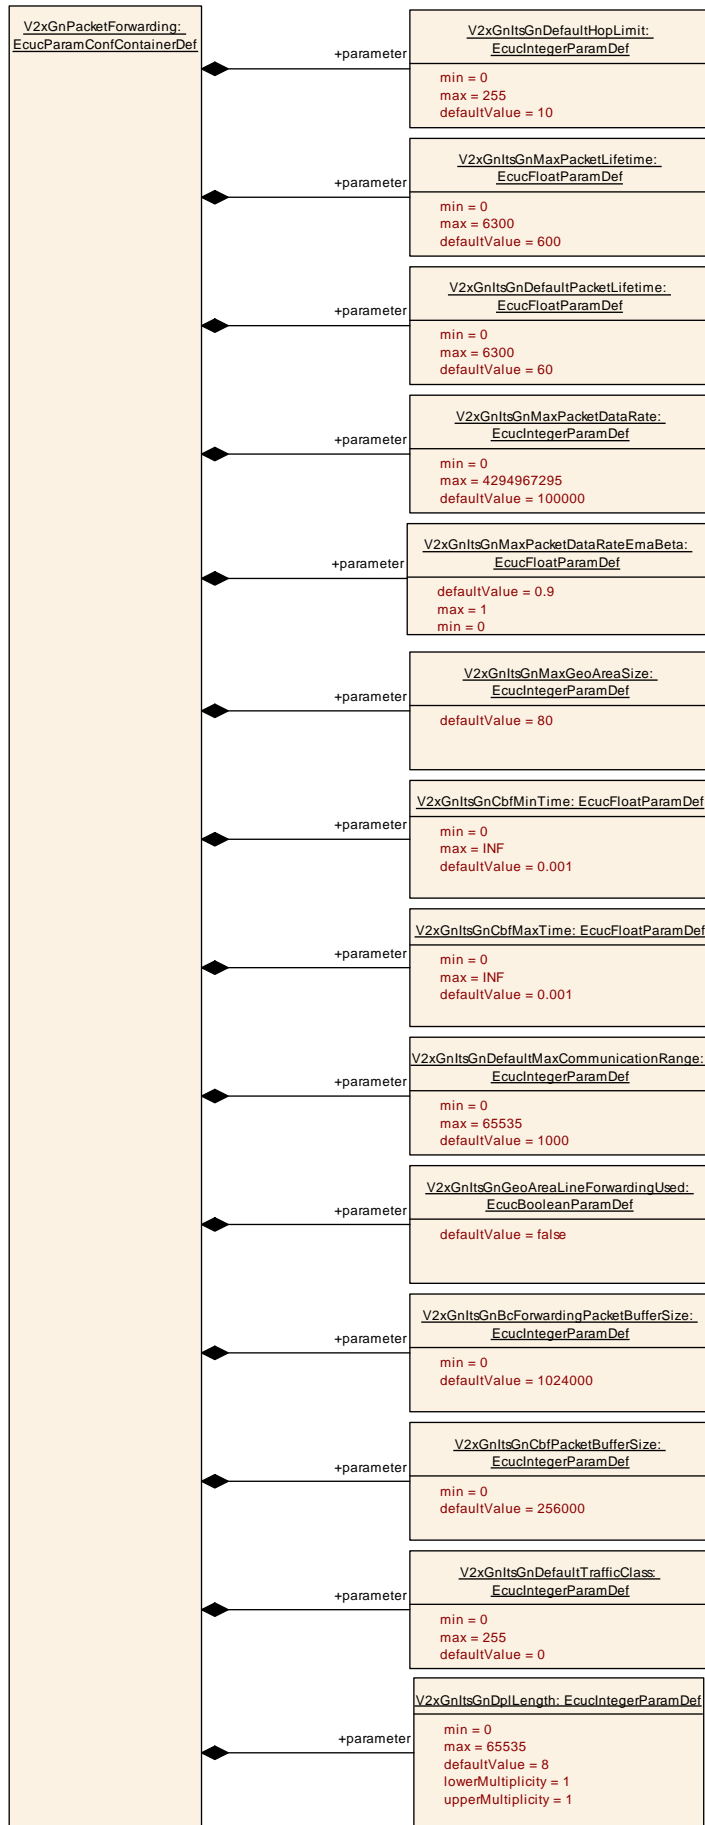 V2xGnPacketForwarding:
EcucParamConfContainerDef
+parameter
V2xGnItsGnDefaultHopLimit:
EcucIntegerParamDef
min = 0
max = 255
defaultValue = 10
+parameter
V2xGnItsGnMaxPacketLifetime:
EcucFloatParamDef
min = 0
max = 6300
defaultValue = 600
+parameter
V2xGnItsGnDefaultPacketLifetime:
EcucFloatParamDef
min = 0
max = 6300
defaultValue = 60
+parameter
V2xGnItsGnMaxPacketDataRate:
EcucIntegerParamDef
min = 0
max = 4294967295
defaultValue = 100000
+parameter
V2xGnItsGnMaxPacketDataRateEmaBeta:
EcucFloatParamDef
defaultValue = 0.9
max = 1
min = 0
+parameter
V2xGnItsGnMaxGeoAreaSize:
EcucIntegerParamDef
defaultValue = 80
+parameter
V2xGnItsGnCbfMinTime: EcucFloatParamDef
min = 0
max = INF
defaultValue = 0.001
+parameter
V2xGnItsGnCbfMaxTime: EcucFloatParamDef
min = 0
max = INF
defaultValue = 0.001
+parameter
V2xGnItsGnDefaultMaxCommunicationRange:
EcucIntegerParamDef
min = 0
max = 65535
defaultValue = 1000
+parameter
V2xGnItsGnGeoAreaLineForwardingUsed:
EcucBooleanParamDef
defaultValue = false
+parameter
V2xGnItsGnBcForwardingPacketBufferSize:
EcucIntegerParamDef
min = 0
defaultValue = 1024000
+parameter
V2xGnItsGnCbfPacketBufferSize:
EcucIntegerParamDef
min = 0
defaultValue = 256000
+parameter
V2xGnItsGnDefaultTrafficClass:
EcucIntegerParamDef
min = 0
max = 255
defaultValue = 0
+parameter
V2xGnItsGnDplLength: EcucIntegerParamDef
min = 0
max = 65535
defaultValue = 8
lowerMultiplicity = 1
upperMultiplicity = 1